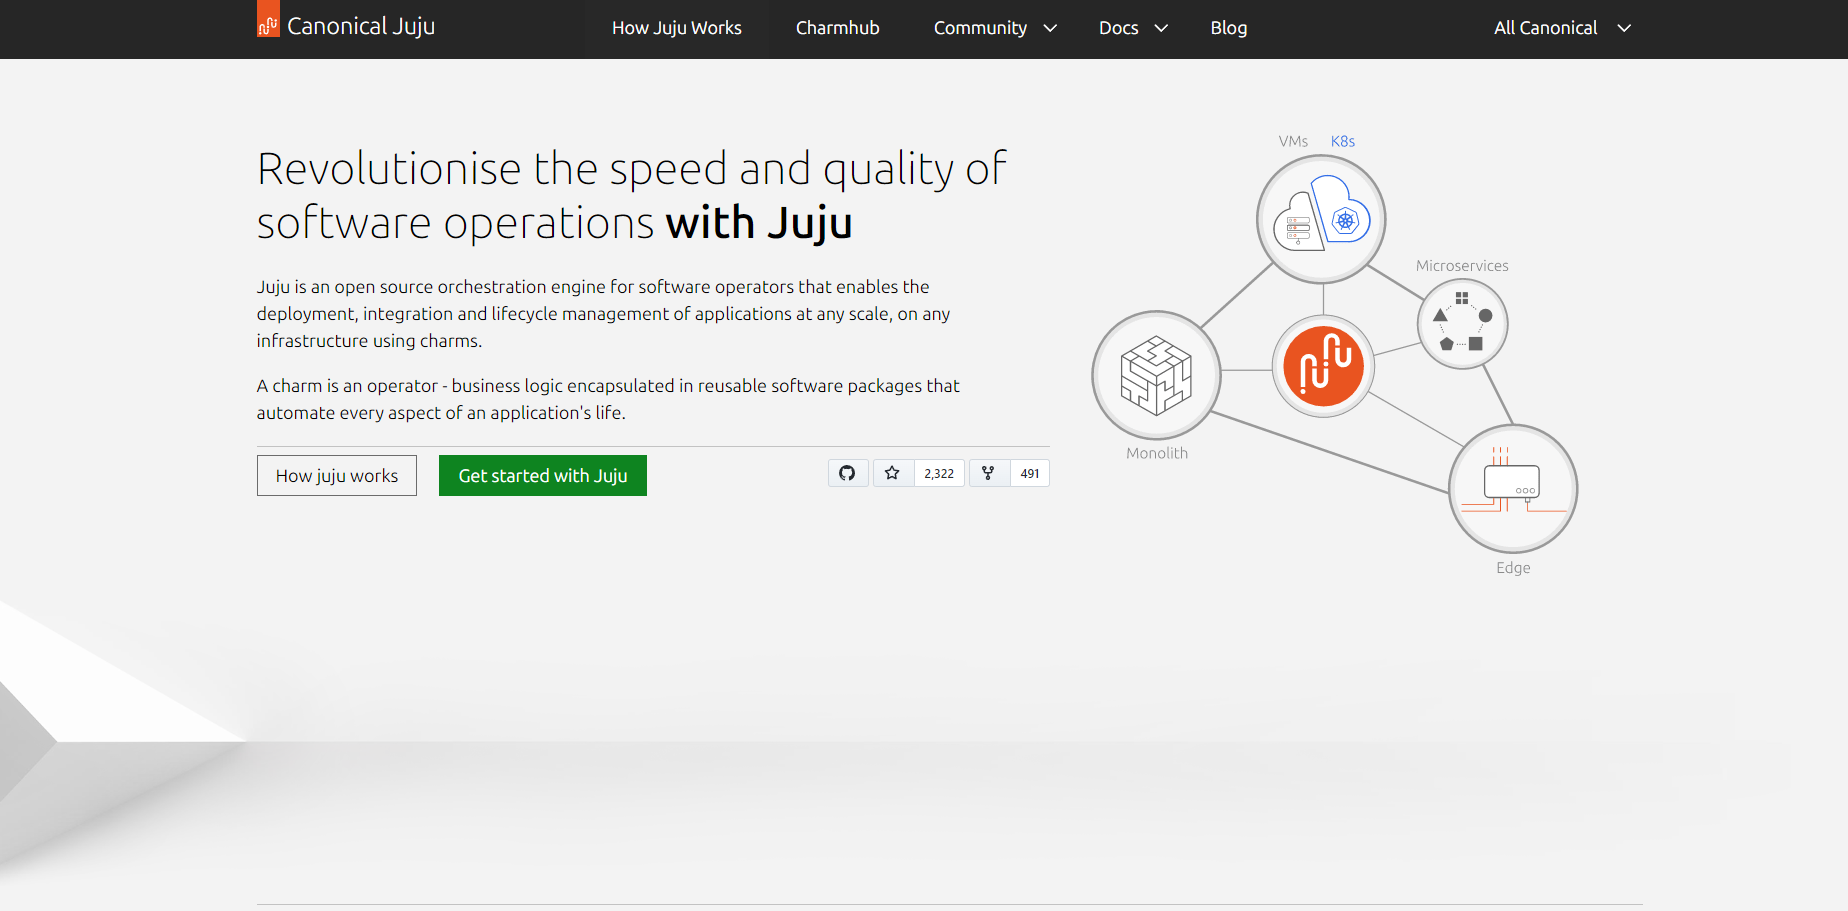 Canonical Juju
How Juju Works
Charmhub
Community
Docs
Blog
All Canonical
Revolutionise the speed and quality of
software operations with Juju
Juju is an open source orchestration engine for software operators that enables the
deployment, integration and lifecycle management of applications at any scale, on any
infrastructure using charms.
A charm is an operator - business logic encapsulated in reusable software packages that
automate every aspect of an application's life.
How juju works
Get started with Juju
2,322
491
VMs
K8s
Microservices
Monolith
Edge